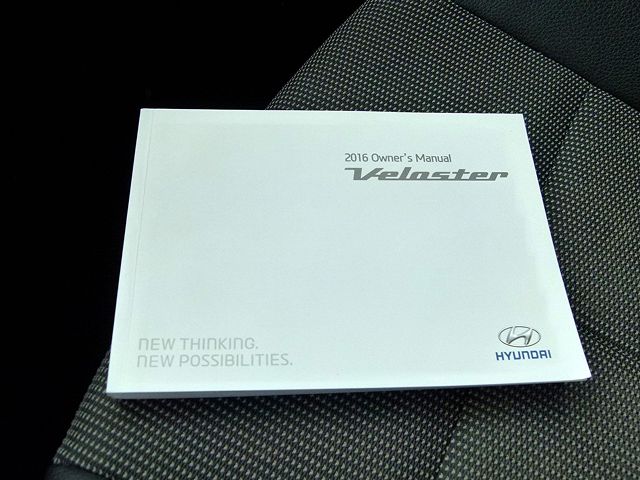 2016 Owner's Manual
Veloster
NEW THINKING.
NEW POSSIBILITIES.
HYUNDAI